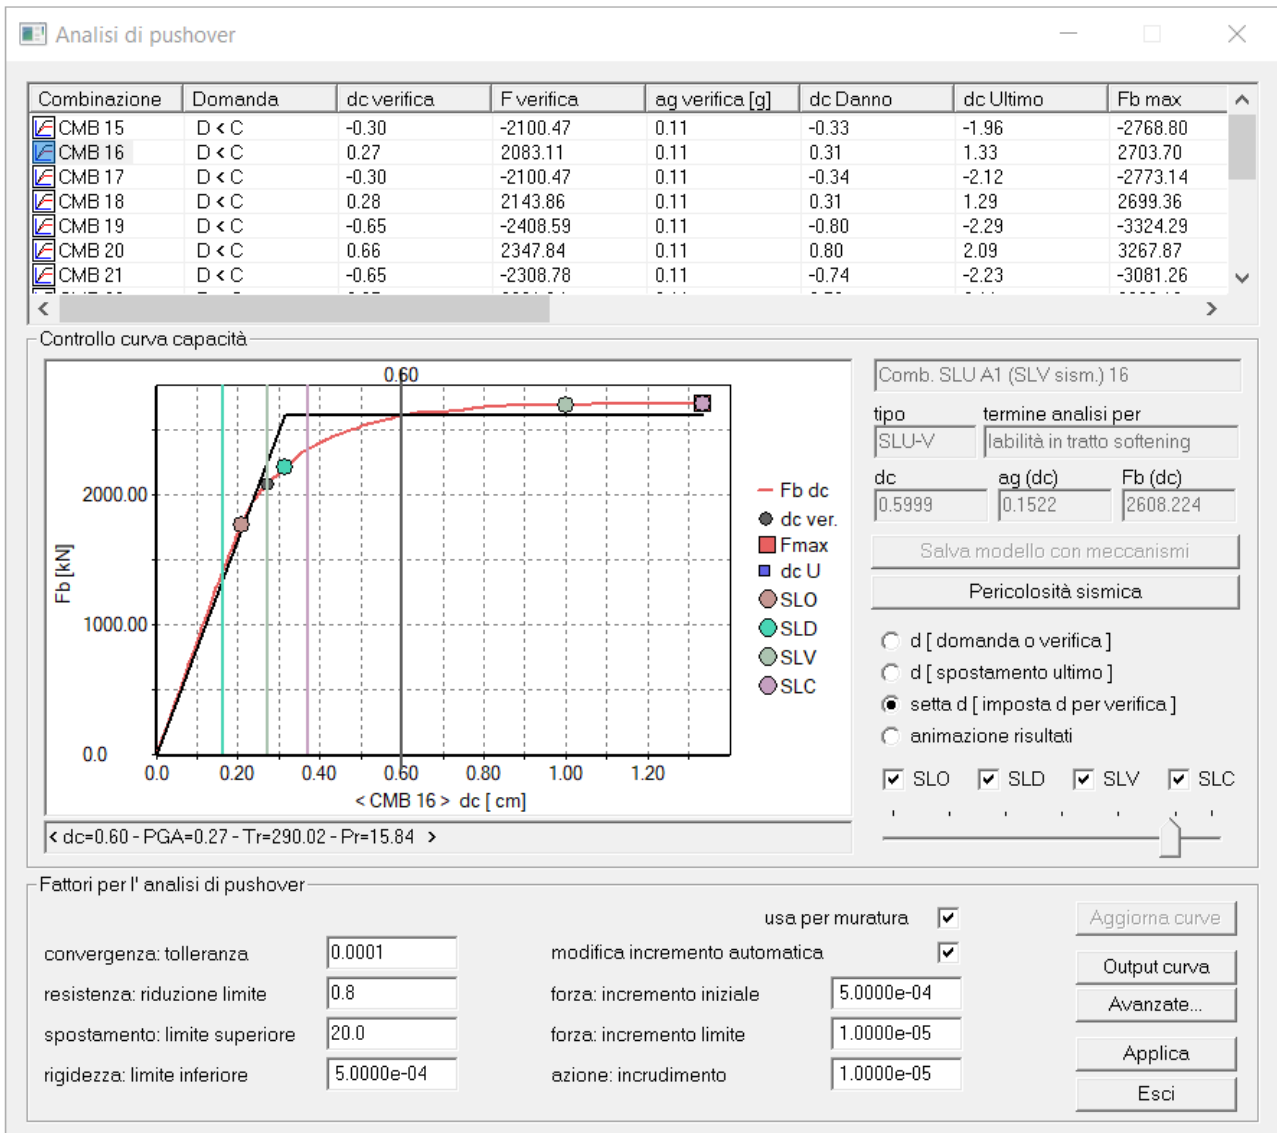 Analisi di pushover
Combinazione Domanda dc verifica F verifica ag verifica [g] dc Danno dc Ultimo Fb max
CMB 15 D < C -0.30 -2100.47 0.11 -0.33 -1.96 -2768.80
CMB 16 D < C 0.27 2083.11 0.11 0.31 1.33 2703.70
CMB 17 D < C -0.30 -2100.47 0.11 -0.34 -2.12 -2773.14
CMB 18 D < C 0.28 2143.86 0.11 0.31 1.29 2699.36
CMB 19 D < C -0.65 -2408.59 0.11 -0.80 -2.29 -3324.29
CMB 20 D < C 0.66 2347.84 0.11 0.80 2.09 3267.87
CMB 21 D < C -0.65 -2308.78 0.11 -0.74 -2.23 -3081.26
Controllo curva capacità
0.60
2000.00
1000.00
0.0
Fb [kN]
0.0 0.20 0.40 0.60 0.80 1.00 1.20
< CMB 16 > dc [ cm]
Fb dc
dc ver.
Fmax
dc U
SLO
SLD
SLV
SLC
< dc=0.60 - PGA=0.27 - Tr=290.02 - Pr=15.84 >
Comb. SLU A1 (SLV sism.) 16
tipo termine analisi per
SLU-V labilità in tratto softening
dc ag (dc) Fb (dc)
0.5999 0.1522 2608.224
Salva modello con meccanismi
Pericolosità sismica
d [ domanda o verifica ]
d [ spostamento ultimo ]
setta d [ imposta d per verifica ]
animazione risultati
SLO SLD SLV SLC
Fattori per l' analisi di pushover
usa per muratura
Aggiorna curve
convergenza: tolleranza 0.0001 modifica incremento automatica
Output curva
resistenza: riduzione limite 0.8 forza: incremento iniziale 5.0000e-04
Avanzate...
spostamento: limite superiore 20.0 forza: incremento limite 1.0000e-05
Applica
rigidezza: limite inferiore 5.0000e-04 azione: incrudimento 1.0000e-05
Esci